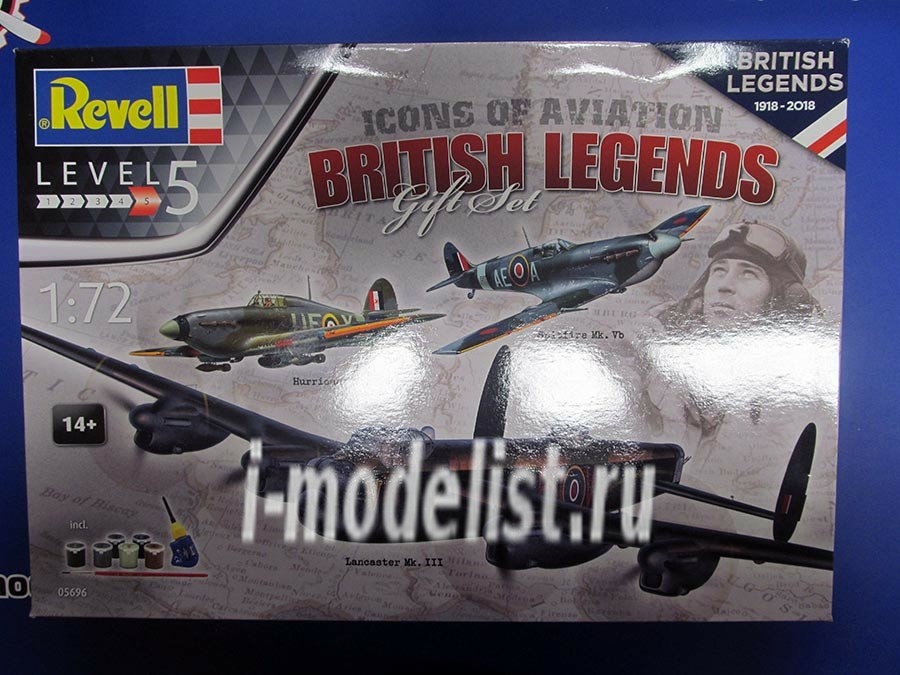 Revell
®
LEVEL 5
1 2 3 4 5
BRITISH
LEGENDS
1918 - 2018
ICONS OF AVIATION
BRITISH LEGENDS
Gift Set
1:72
AE A
UF X
Spitfire Mk. Vb
14+
i-modelist.ru
Bay of Biscay
incl.
Lancaster Mk. III
05696